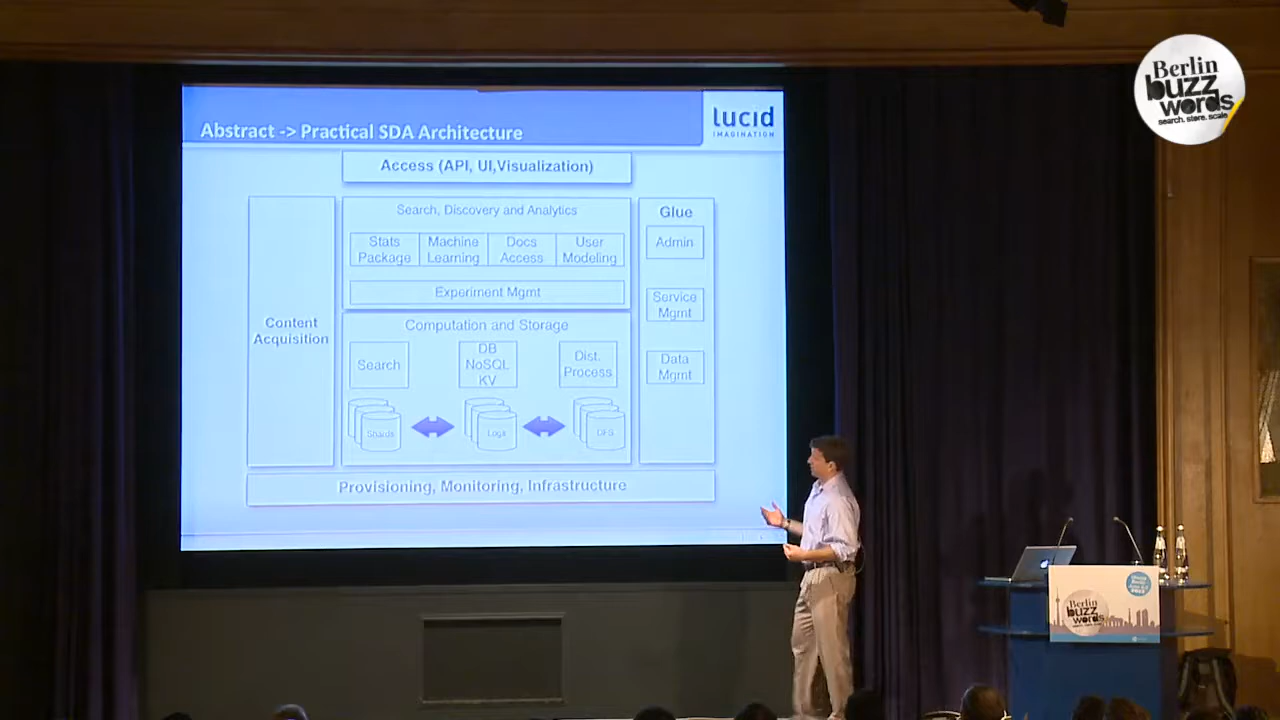 Abstract -> Practical SDA Architecture
lucid
IMAGINATION
Access (API, UI,Visualization)
Content
Acquisition
Search, Discovery and Analytics
Stats
Package
Machine
Learning
Docs
Access
User
Modeling
Experiment Mgmt
Computation and Storage
Search
DB
NoSQL
KV
Dist.
Process
Shards
Logs
DFS
Glue
Admin
Service
Mgmt
Data
Mgmt
Provisioning, Monitoring, Infrastructure
Berlin
buzz
words
search. store. scale
Berlin
buzz
words